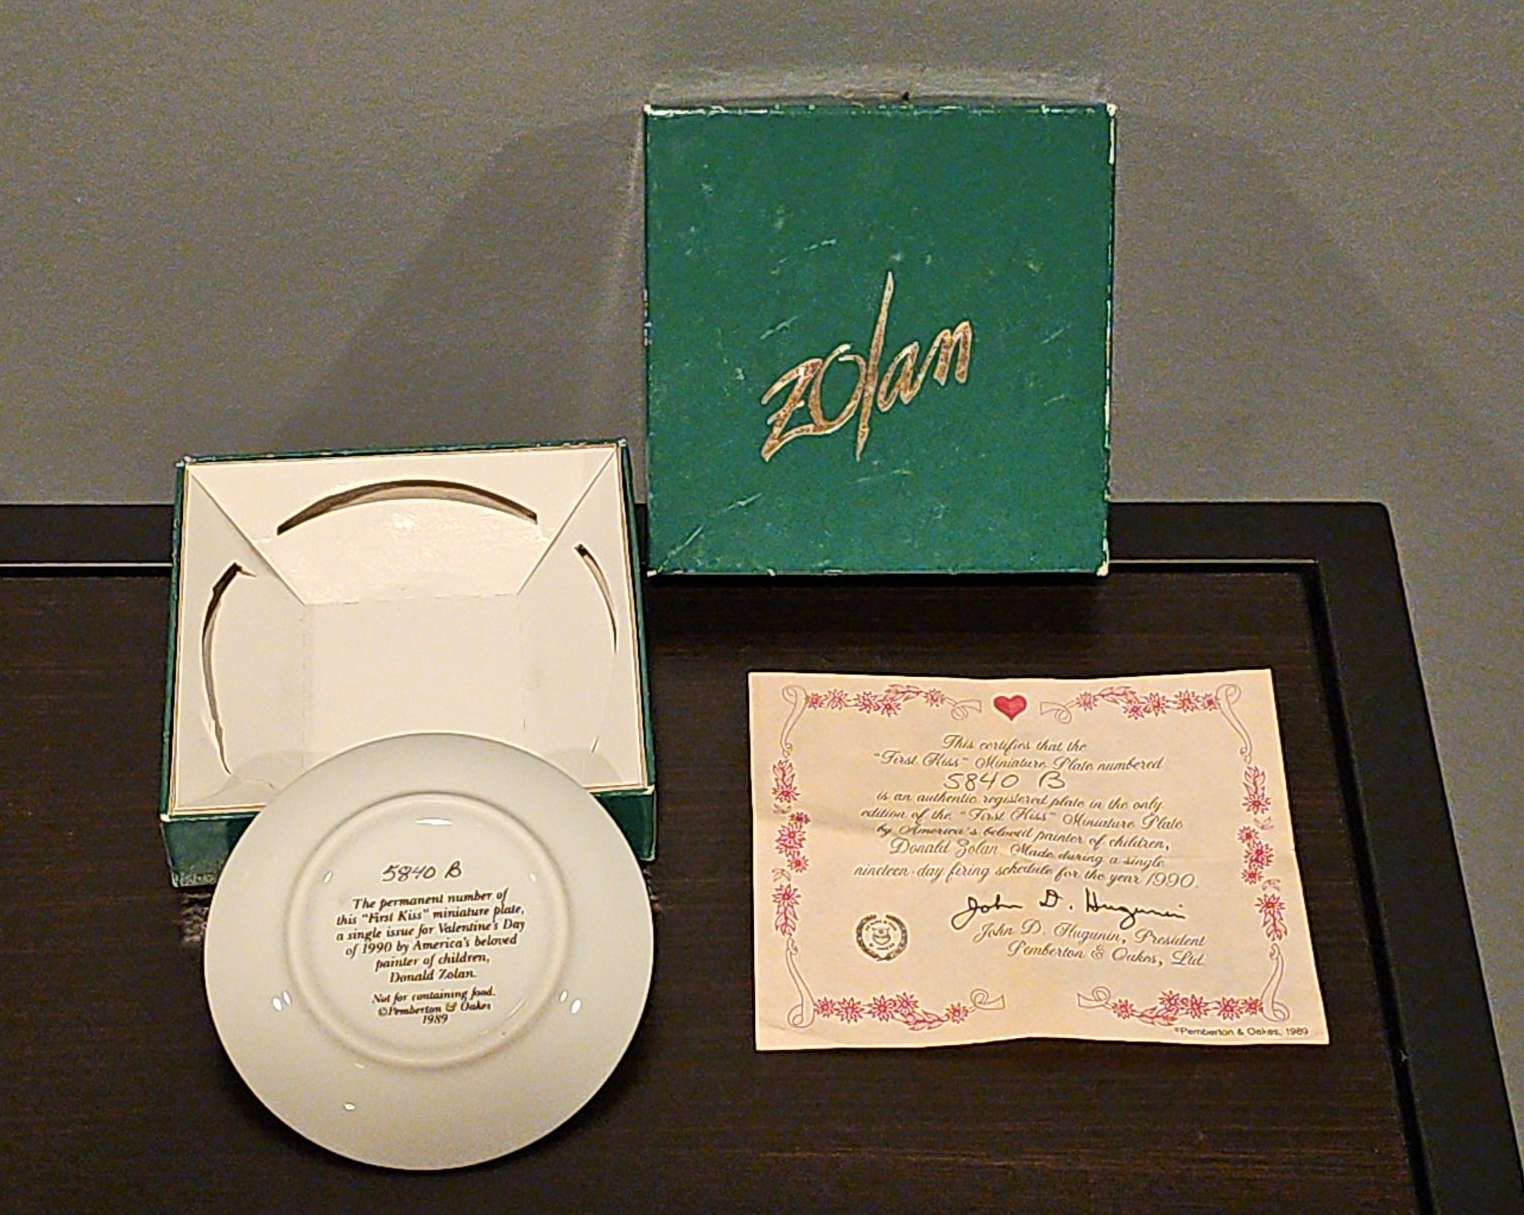 Zolan
This certifies that the
"First Kiss" Miniature Plate numbered
5840 B
is an authentic registered plate in the only
edition of the "First Kiss" Miniature Plate
by America's beloved painter of children,
Donald Zolan. Made during a single
nineteen-day firing schedule for the year 1990.
John D. Hugunin
John D. Hugunin, President
Pemberton & Oakes, Ltd.
©Pemberton & Oakes, 1989
5840 B
The permanent number of
this "First Kiss" miniature plate,
a single issue for Valentine's Day
of 1990 by America's beloved
painter of children,
Donald Zolan.
Not for containing food.
©Pemberton & Oakes
1989